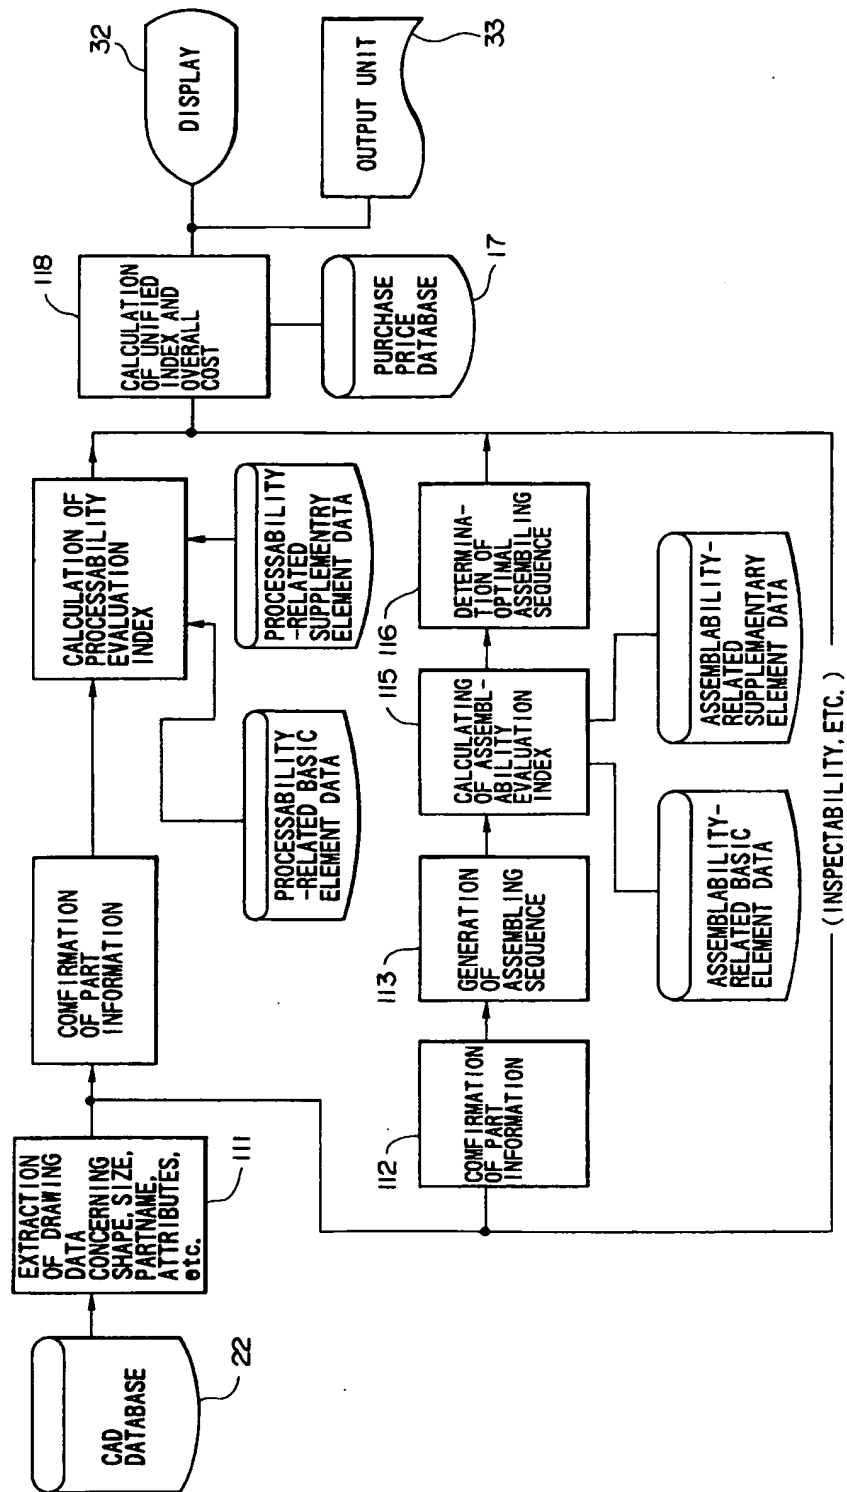 CAD
DATABASE
22
EXTRACTION
OF DRAWING
DATA
CONCERNING
SHAPE, SIZE,
PARTNAME,
ATTRIBUTES,
etc.
111
COMFIRMATION
OF PART
INFORMATION
CALCULATION OF
PROCESSABILITY
EVALUATION
INDEX
PROCESSABILITY
-RELATED BASIC
ELEMENT DATA
PROCESSABILITY
-RELATED
SUPPLEMENTRY
ELEMENT DATA
112
COMFIRMATION
OF PART
INFORMATION
113
GENERATION
OF
ASSEMBLING
SEQUENCE
115
CALCULATING
OF ASSEMBL-
ABILITY
EVALUATION
INDEX
116
DETERMINA-
TION OF
OPTIMAL
ASSEMBILING
SEQUENCE
ASSEMBLABILITY-
RELATED BASIC
ELEMENT DATA
ASSEMBLABILITY-
RELATED
SUPPLEMAENTARY
ELEMENT DATA
(INSPECTABILITY, ETC.)
118
CALCULATION
OF UNIFIED
INDEX AND
OVERALL
COST
PURCHASE
PRICE
DATABASE
17
DISPLAY
32
OUTPUT UNIT
33